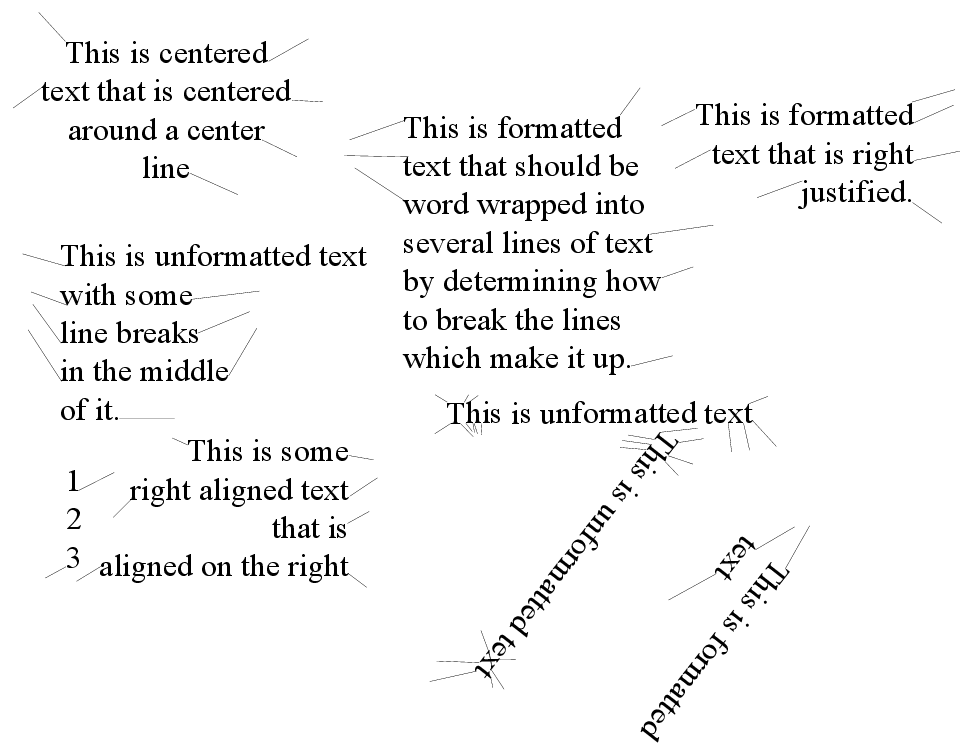 This is centered
text that is centered
around a center
line
This is formatted
text that should be
word wrapped into
several lines of text
by determining how
to break the lines
which make it up.
This is formatted
text that is right
justified.
This is unformatted text
with some
line breaks
in the middle
of it.
This is unformatted text
This is some
right aligned text
that is
aligned on the right
1
2
3
This is unformatted text
This is formatted
text